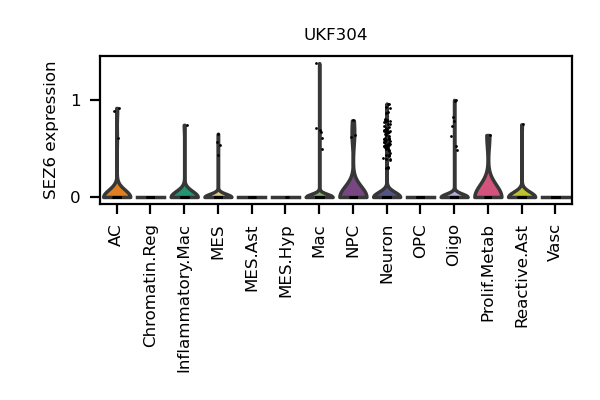 UKF304
SEZ6 expression
1
0
AC
Chromatin.Reg
Inflammatory.Mac
MES
MES.Ast
MES.Hyp
Mac
NPC
Neuron
OPC
Oligo
Prolif.Metab
Reactive.Ast
Vasc